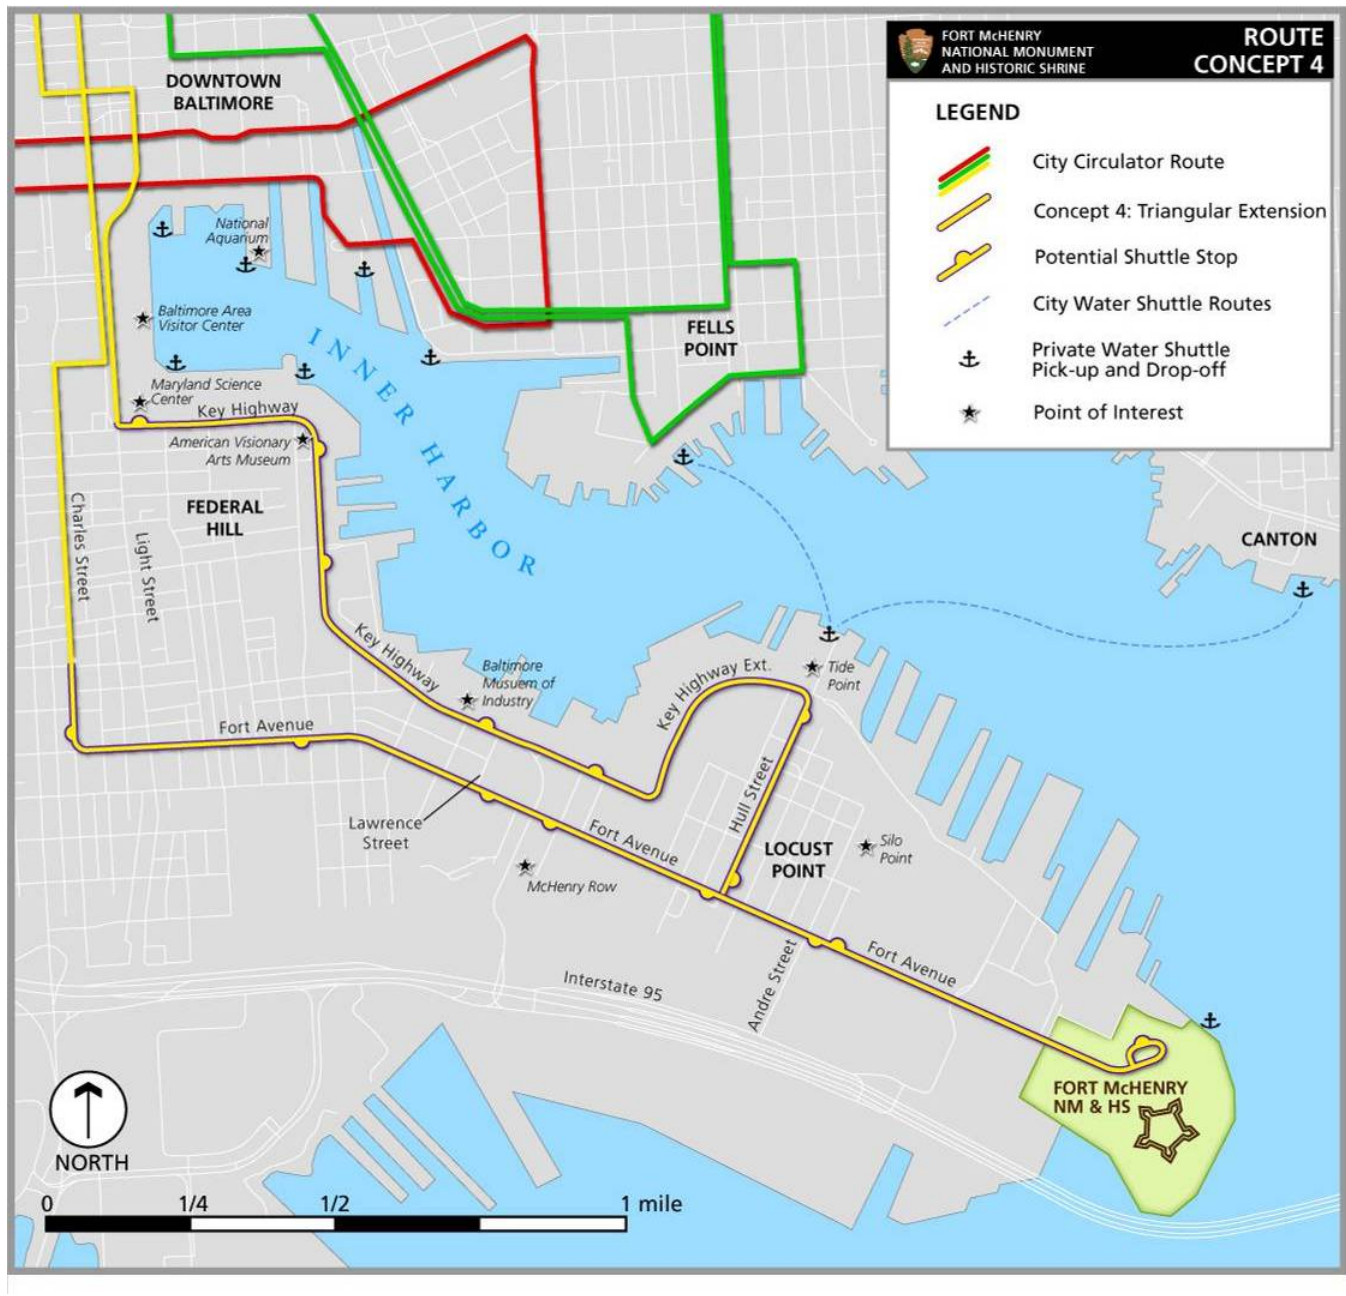 FORT McHENRY
NATIONAL MONUMENT
AND HISTORIC SHRINE
ROUTE
CONCEPT 4
LEGEND
City Circulator Route
Concept 4: Triangular Extension
Potential Shuttle Stop
City Water Shuttle Routes
Private Water Shuttle
Pick-up and Drop-off
Point of Interest
DOWNTOWN
BALTIMORE
National
Aquarium
Baltimore Area
Visitor Center
Maryland Science
Center
Key Highway
American Visionary
Arts Museum
INNER HARBOR
FELLS
POINT
CANTON
FEDERAL
HILL
Charles Street
Light Street
Key Highway
Baltimore
Musuem of
Industry
Key Highway Ext.
Tide
Point
Fort Avenue
Hull Street
Lawrence
Street
Fort Avenue
LOCUST
POINT
Silo
Point
McHenry Row
Fort Avenue
Andre Street
Interstate 95
FORT McHENRY
NM & HS
NORTH
0 1/4 1/2 1 mile